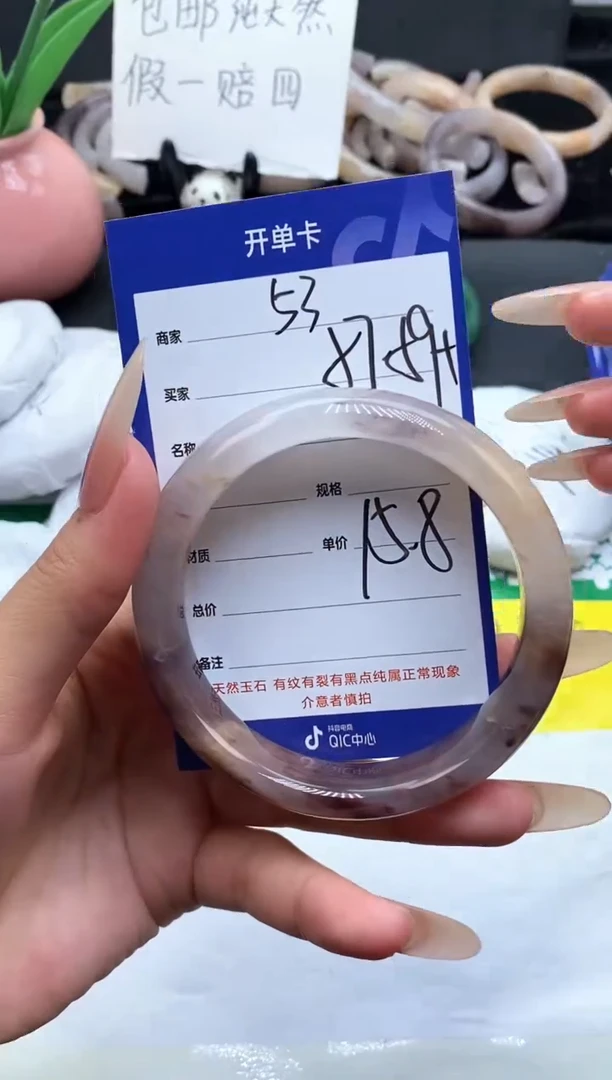 包邮 纯天然
假一赔四
开单卡
商家 53
买家 8789H
名称
规格
材质 单价 15.8
总价
备注
天然玉石 有纹有裂有黑点纯属正常现象
介意者慎拍
抖音电商
QIC中心